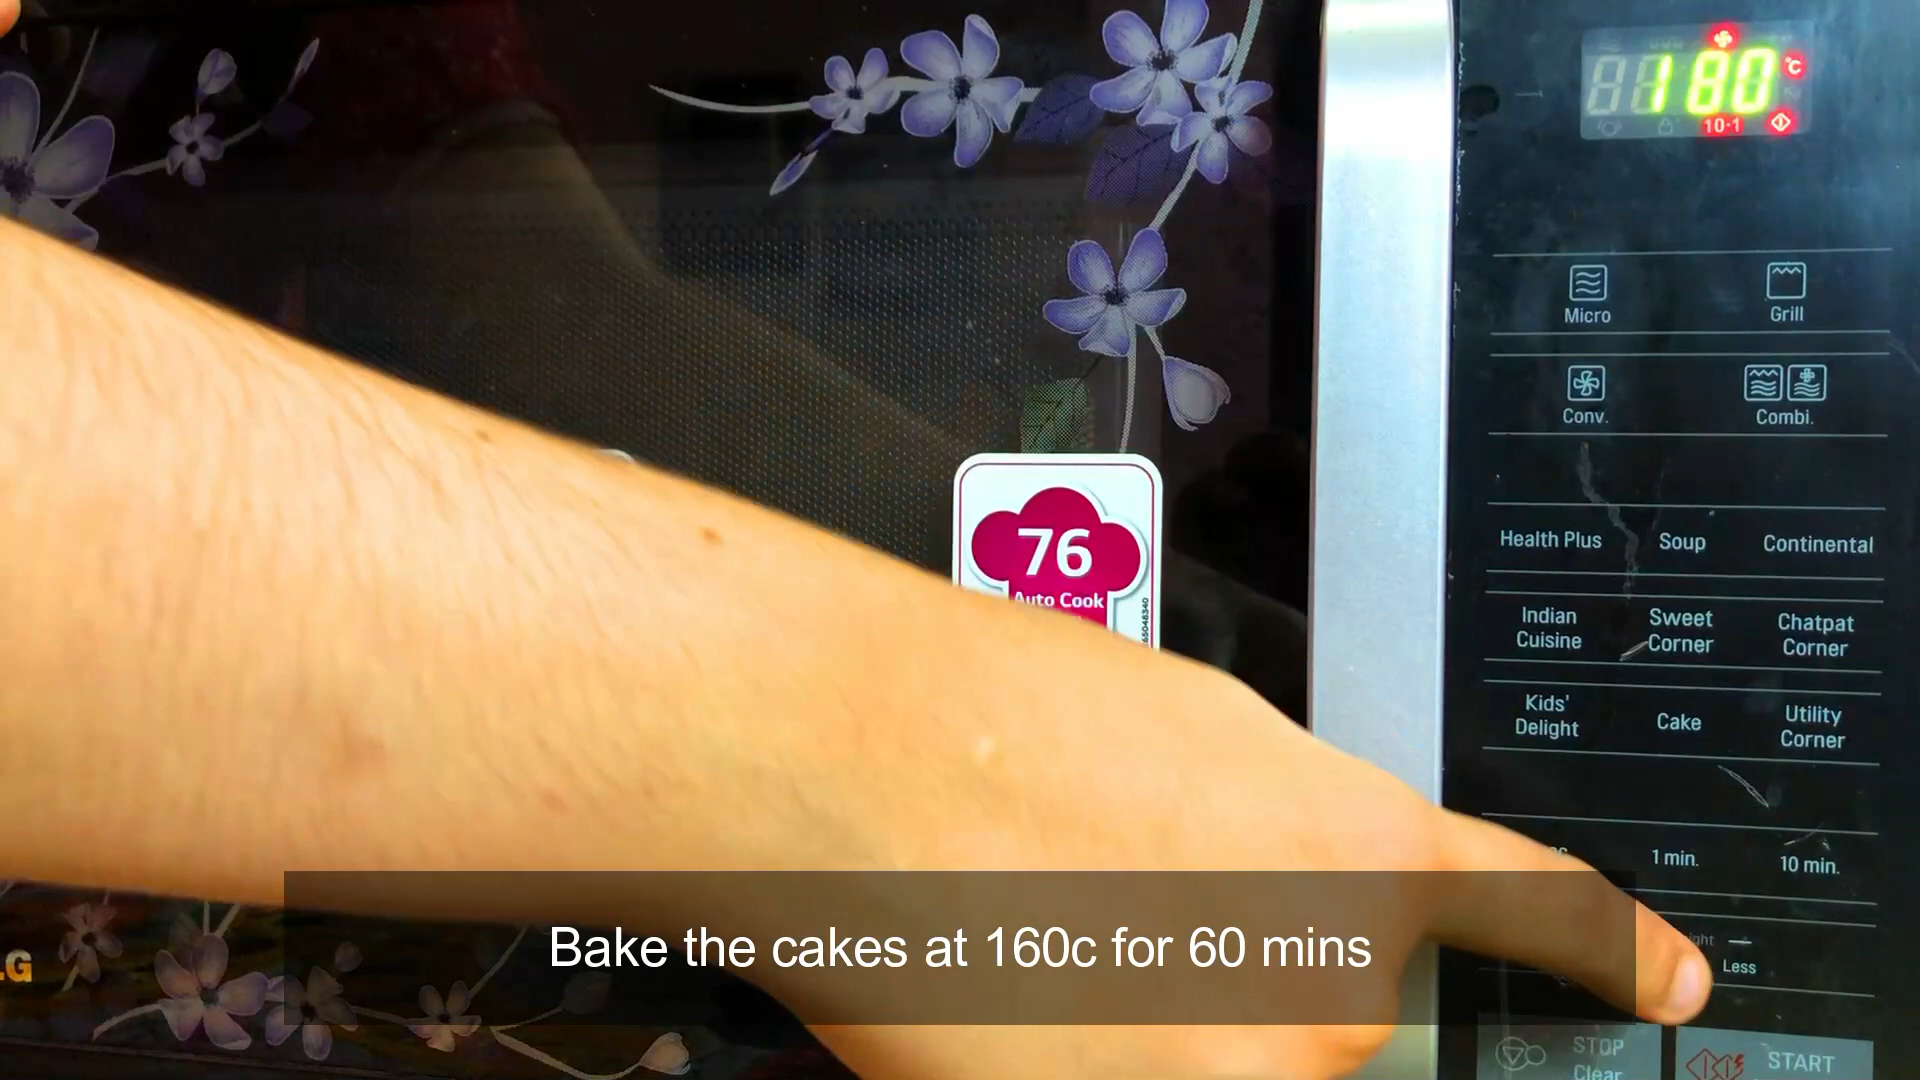 180 °C
10-1
Micro Grill
Conv. Combi.
76
Auto Cook
Health Plus Soup Continental
Indian Cuisine Sweet Corner Chatpat Corner
Kids' Delight Cake Utility Corner
1 min. 10 min.
Less
STOP
Clear
START
Bake the cakes at 160c for 60 mins